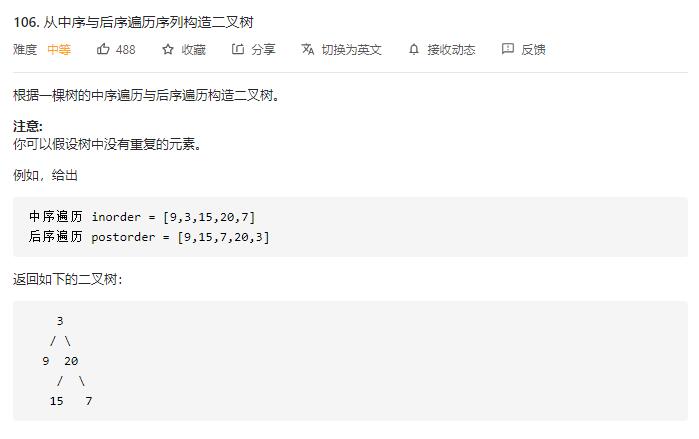 106. 从中序与后序遍历序列构造二叉树
难度 中等 488 收藏 分享 切换为英文 接收动态 反馈
根据一棵树的中序遍历与后序遍历构造二叉树。
注意:
你可以假设树中没有重复的元素。
例如，给出
中序遍历 inorder = [9,3,15,20,7]
后序遍历 postorder = [9,15,7,20,3]
返回如下的二叉树：
3
/ \
9 20
/ \
15 7